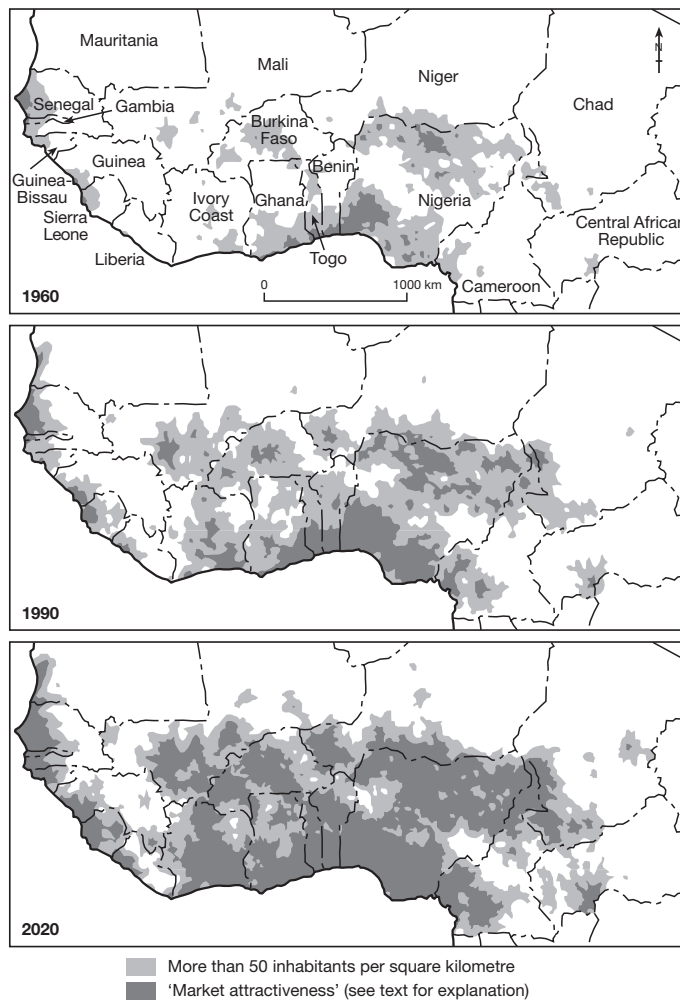 Mauritania
Mali
Niger
N
Chad
Senegal
Gambia
Burkina
Faso
Guinea
Benin
Guinea-
Bissau
Ivory
Coast
Ghana
Nigeria
Sierra
Leone
Central African
Republic
Liberia
Togo
Cameroon
0
1000 km
1960
1990
2020
More than 50 inhabitants per square kilometre
‘Market attractiveness’ (see text for explanation)